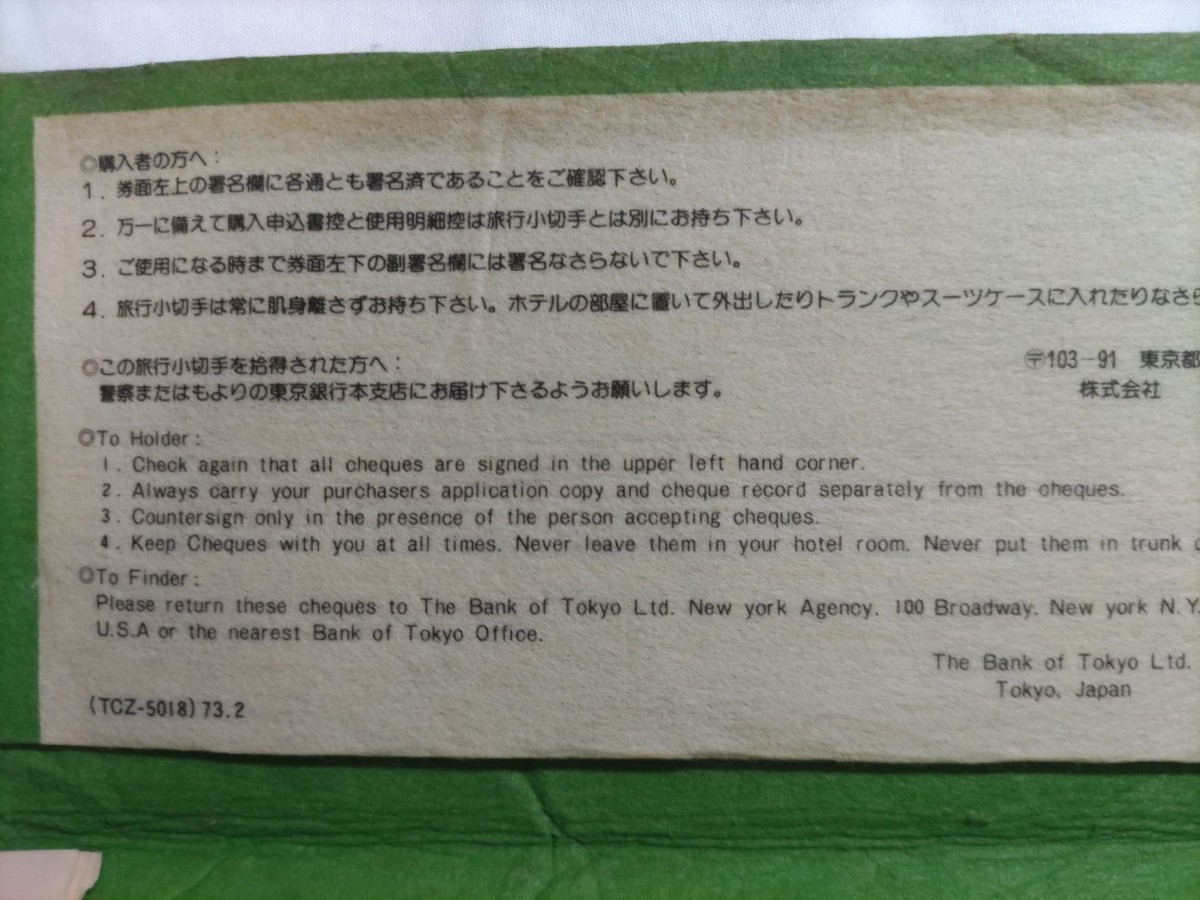 ◎購入者の方へ：
1. 券面左上の署名欄に各通とも署名済であることをご確認下さい。
2. 万一に備えて購入申込書控と使用明細控は旅行小切手とは別にお持ち下さい。
3. ご使用になる時まで券面左下の副署名欄には署名なさらないで下さい。
4. 旅行小切手は常に肌身離さずお持ち下さい。ホテルの部屋に置いて外出したりトランクやスーツケースに入れたりなさら
◎この旅行小切手を拾得された方へ：
警察またはもよりの東京銀行本支店にお届け下さるようお願いします。
〒103-91 東京都
株式会社
◎To Holder:
1. Check again that all cheques are signed in the upper left hand corner.
2. Always carry your purchasers application copy and cheque record separately from the cheques.
3. Countersign only in the presence of the person accepting cheques.
4. Keep Cheques with you at all times. Never leave them in your hotel room. Never put them in trunk
◎To Finder:
Please return these cheques to The Bank of Tokyo Ltd. New york Agency. 100 Broadway. New york N.Y.
U.S.A or the nearest Bank of Tokyo Office.
The Bank of Tokyo Ltd.
Tokyo, Japan
(TCZ-5018) 73.2